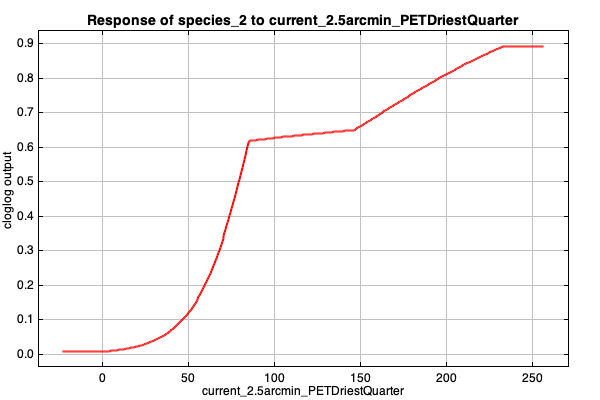 Response of species_2 to current_2.5arcmin_PETDriestQuarter
0.9
0.8
0.7
0.6
0.5
0.4
0.3
0.2
0.1
0.0
cloglog output
0 50 100 150 200 250
current_2.5arcmin_PETDriestQuarter